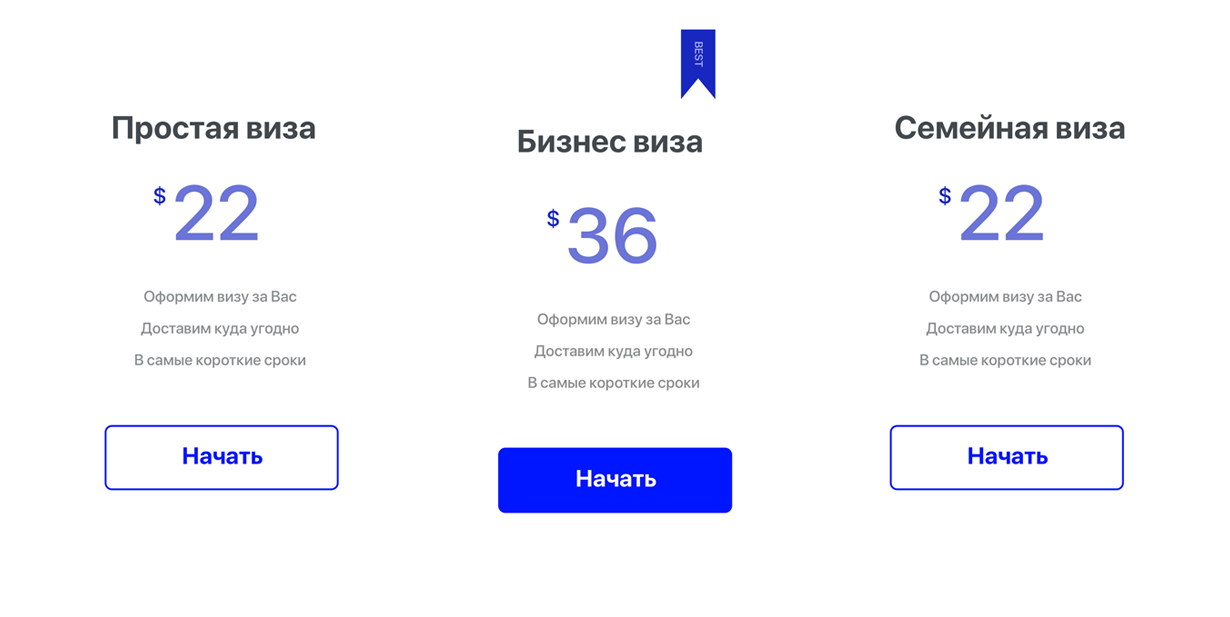 Простая виза
$ 22
Оформим визу за Вас
Доставим куда угодно
В самые короткие сроки
Начать
BEST
Бизнес виза
$ 36
Оформим визу за Вас
Доставим куда угодно
В самые короткие сроки
Начать
Семейная виза
$ 22
Оформим визу за Вас
Доставим куда угодно
В самые короткие сроки
Начать